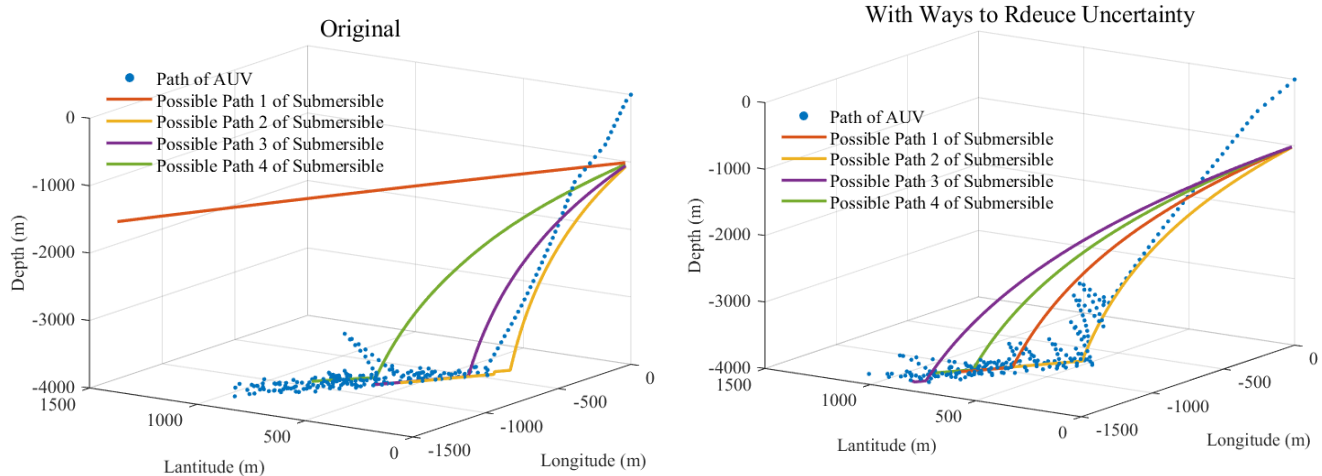 Original
Path of AUV
Possible Path 1 of Submersible
Possible Path 2 of Submersible
Possible Path 3 of Submersible
Possible Path 4 of Submersible
0
-1000
-2000
-3000
-4000
Depth (m)
1500
1000
500
0
Lantitude (m)
-1500
-1000
-500
0
Longitude (m)
With Ways to Rdeuce Uncertainty
Path of AUV
Possible Path 1 of Submersible
Possible Path 2 of Submersible
Possible Path 3 of Submersible
Possible Path 4 of Submersible
0
-1000
-2000
-3000
-4000
Depth (m)
1500
1000
500
0
Lantitude (m)
-1500
-1000
-500
0
Longitude (m)